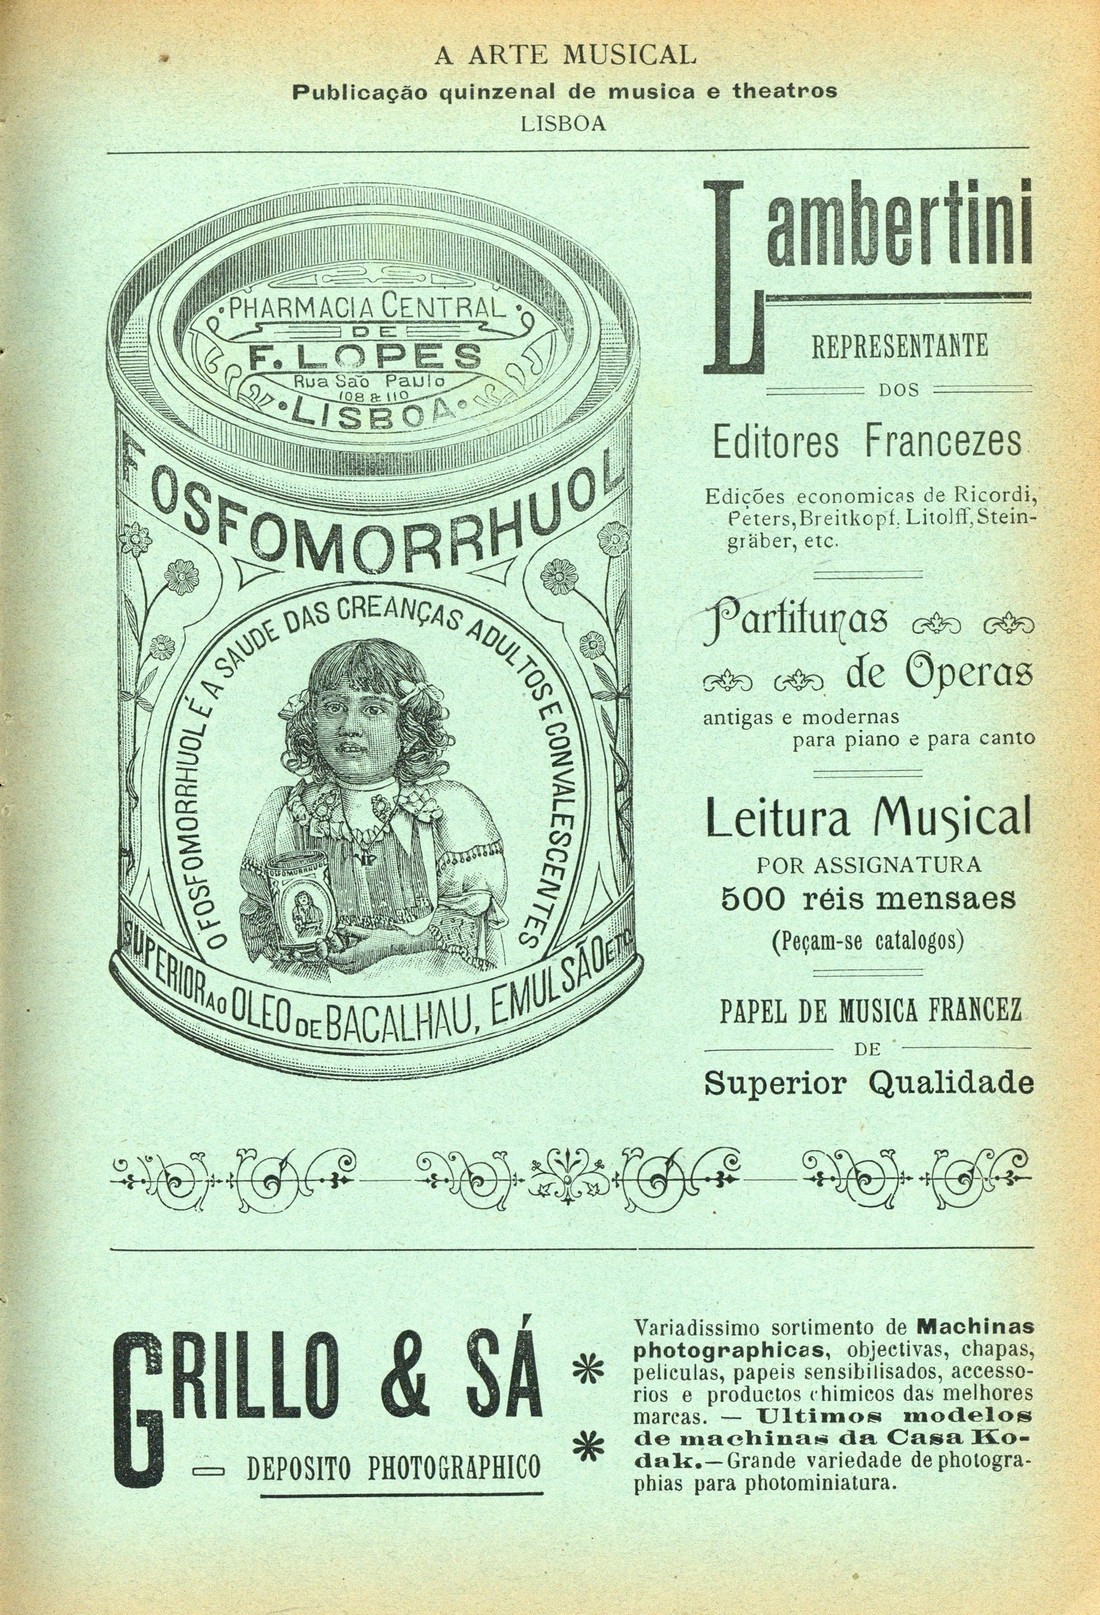 A ARTE MUSICAL
Publicação quinzenal de musica e theatros
LISBOA
PHARMACIA CENTRAL
DE
F. LOPES
Rua São Paulo
108 & 110
LISBOA
FOSFOMORRHUOL
O FOSFOMORRHUOL É A SAUDE DAS CREANÇAS ADULTOS E CONVALESCENTES
FOSFOMORRHUOL
SUPERIOR AO OLEO DE BACALHAU, EMULSÃO ETC.
Lambertini
REPRESENTANTE
DOS
Editores Francezes
Edições economicas de Ricordi,
Peters, Breitkopf, Litolff, Stein-
gräber, etc.
Partituras
de Operas
antigas e modernas
para piano e para canto
Leitura Musical
POR ASSIGNATURA
500 réis mensaes
(Peçam-se catalogos)
PAPEL DE MUSICA FRANCEZ
DE
Superior Qualidade
GRILLO & SÁ
DEPOSITO PHOTOGRAPHICO
Variadissimo sortimento de Machinas
photographicas, objectivas, chapas,
peliculas, papeis sensibilisados, accesso-
rios e productos chimicos das melhores
marcas. — Ultimos modelos
de machinas da Casa Ko-
dak.—Grande variedade de photogra-
phias para photominiatura.